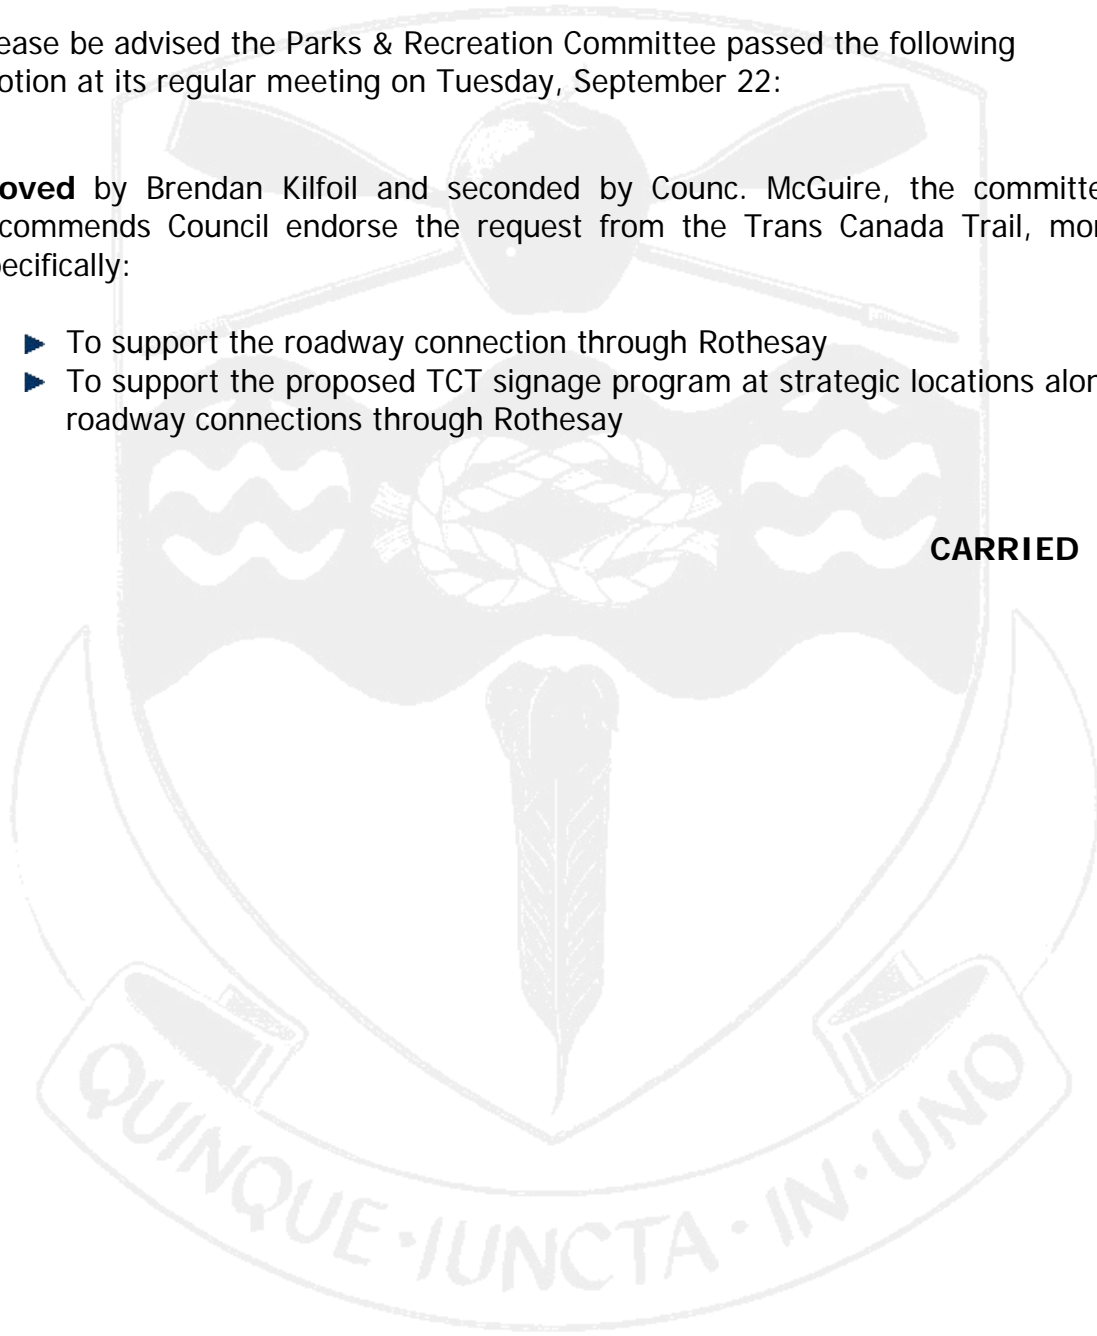 ease be advised the Parks & Recreation Committee passed the following
otion at its regular meeting on Tuesday, September 22:
oved by Brendan Kilfoil and seconded by Counc. McGuire, the committe
commends Council endorse the request from the Trans Canada Trail, mor
pecifically:
► To support the roadway connection through Rothesay
► To support the proposed TCT signage program at strategic locations alon
roadway connections through Rothesay
CARRIED
QUINQUE · IUNCTA · IN · UNO